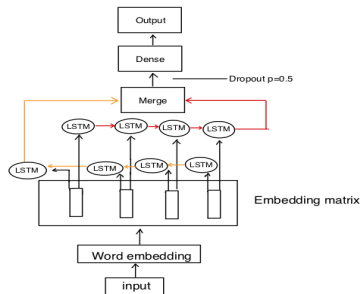 Output
Dense
Dropout p=0.5
Merge
LSTM LSTM LSTM LSTM
LSTM LSTM LSTM LSTM
Embedding matrix
Word embedding
input